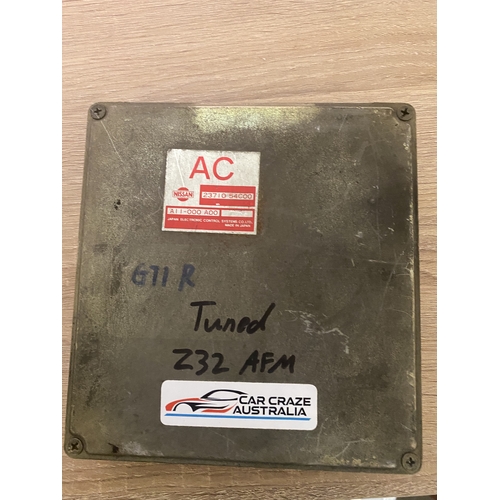 AC
NISSAN
23710-54C00
A11-000 A00
JAPAN ELECTRONIC CONTROL SYSTEMS CO.LTD.
MADE IN JAPAN
G71 R
Tuned
Z32 AFM
CAR CRAZE
AUSTRALIA